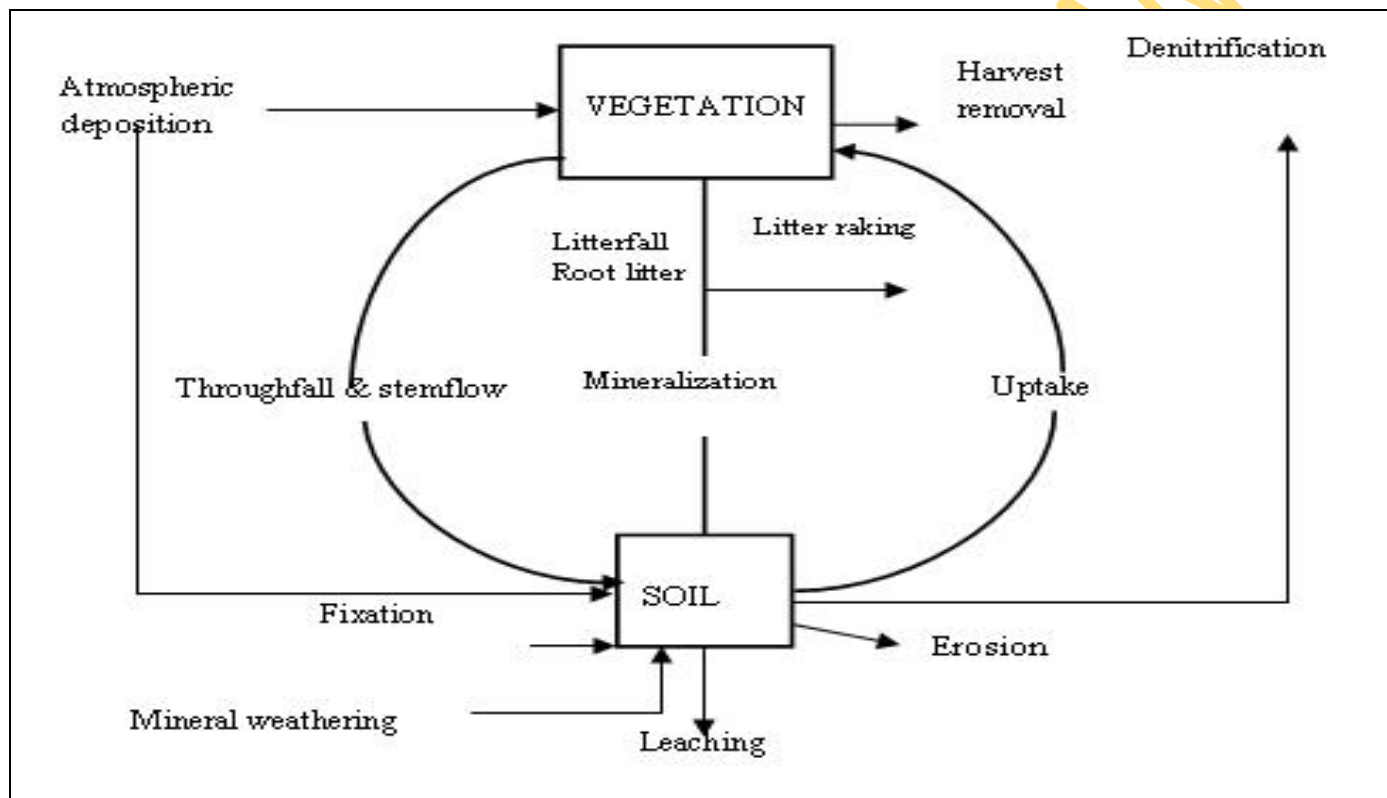 Denitrification
Atmospheric
deposition
VEGETATION
Harvest
removal
Litterfall
Root litter
Litter raking
Throughfall & stemflow
Mineralization
Uptake
Fixation
SOIL
Erosion
Mineral weathering
Leaching